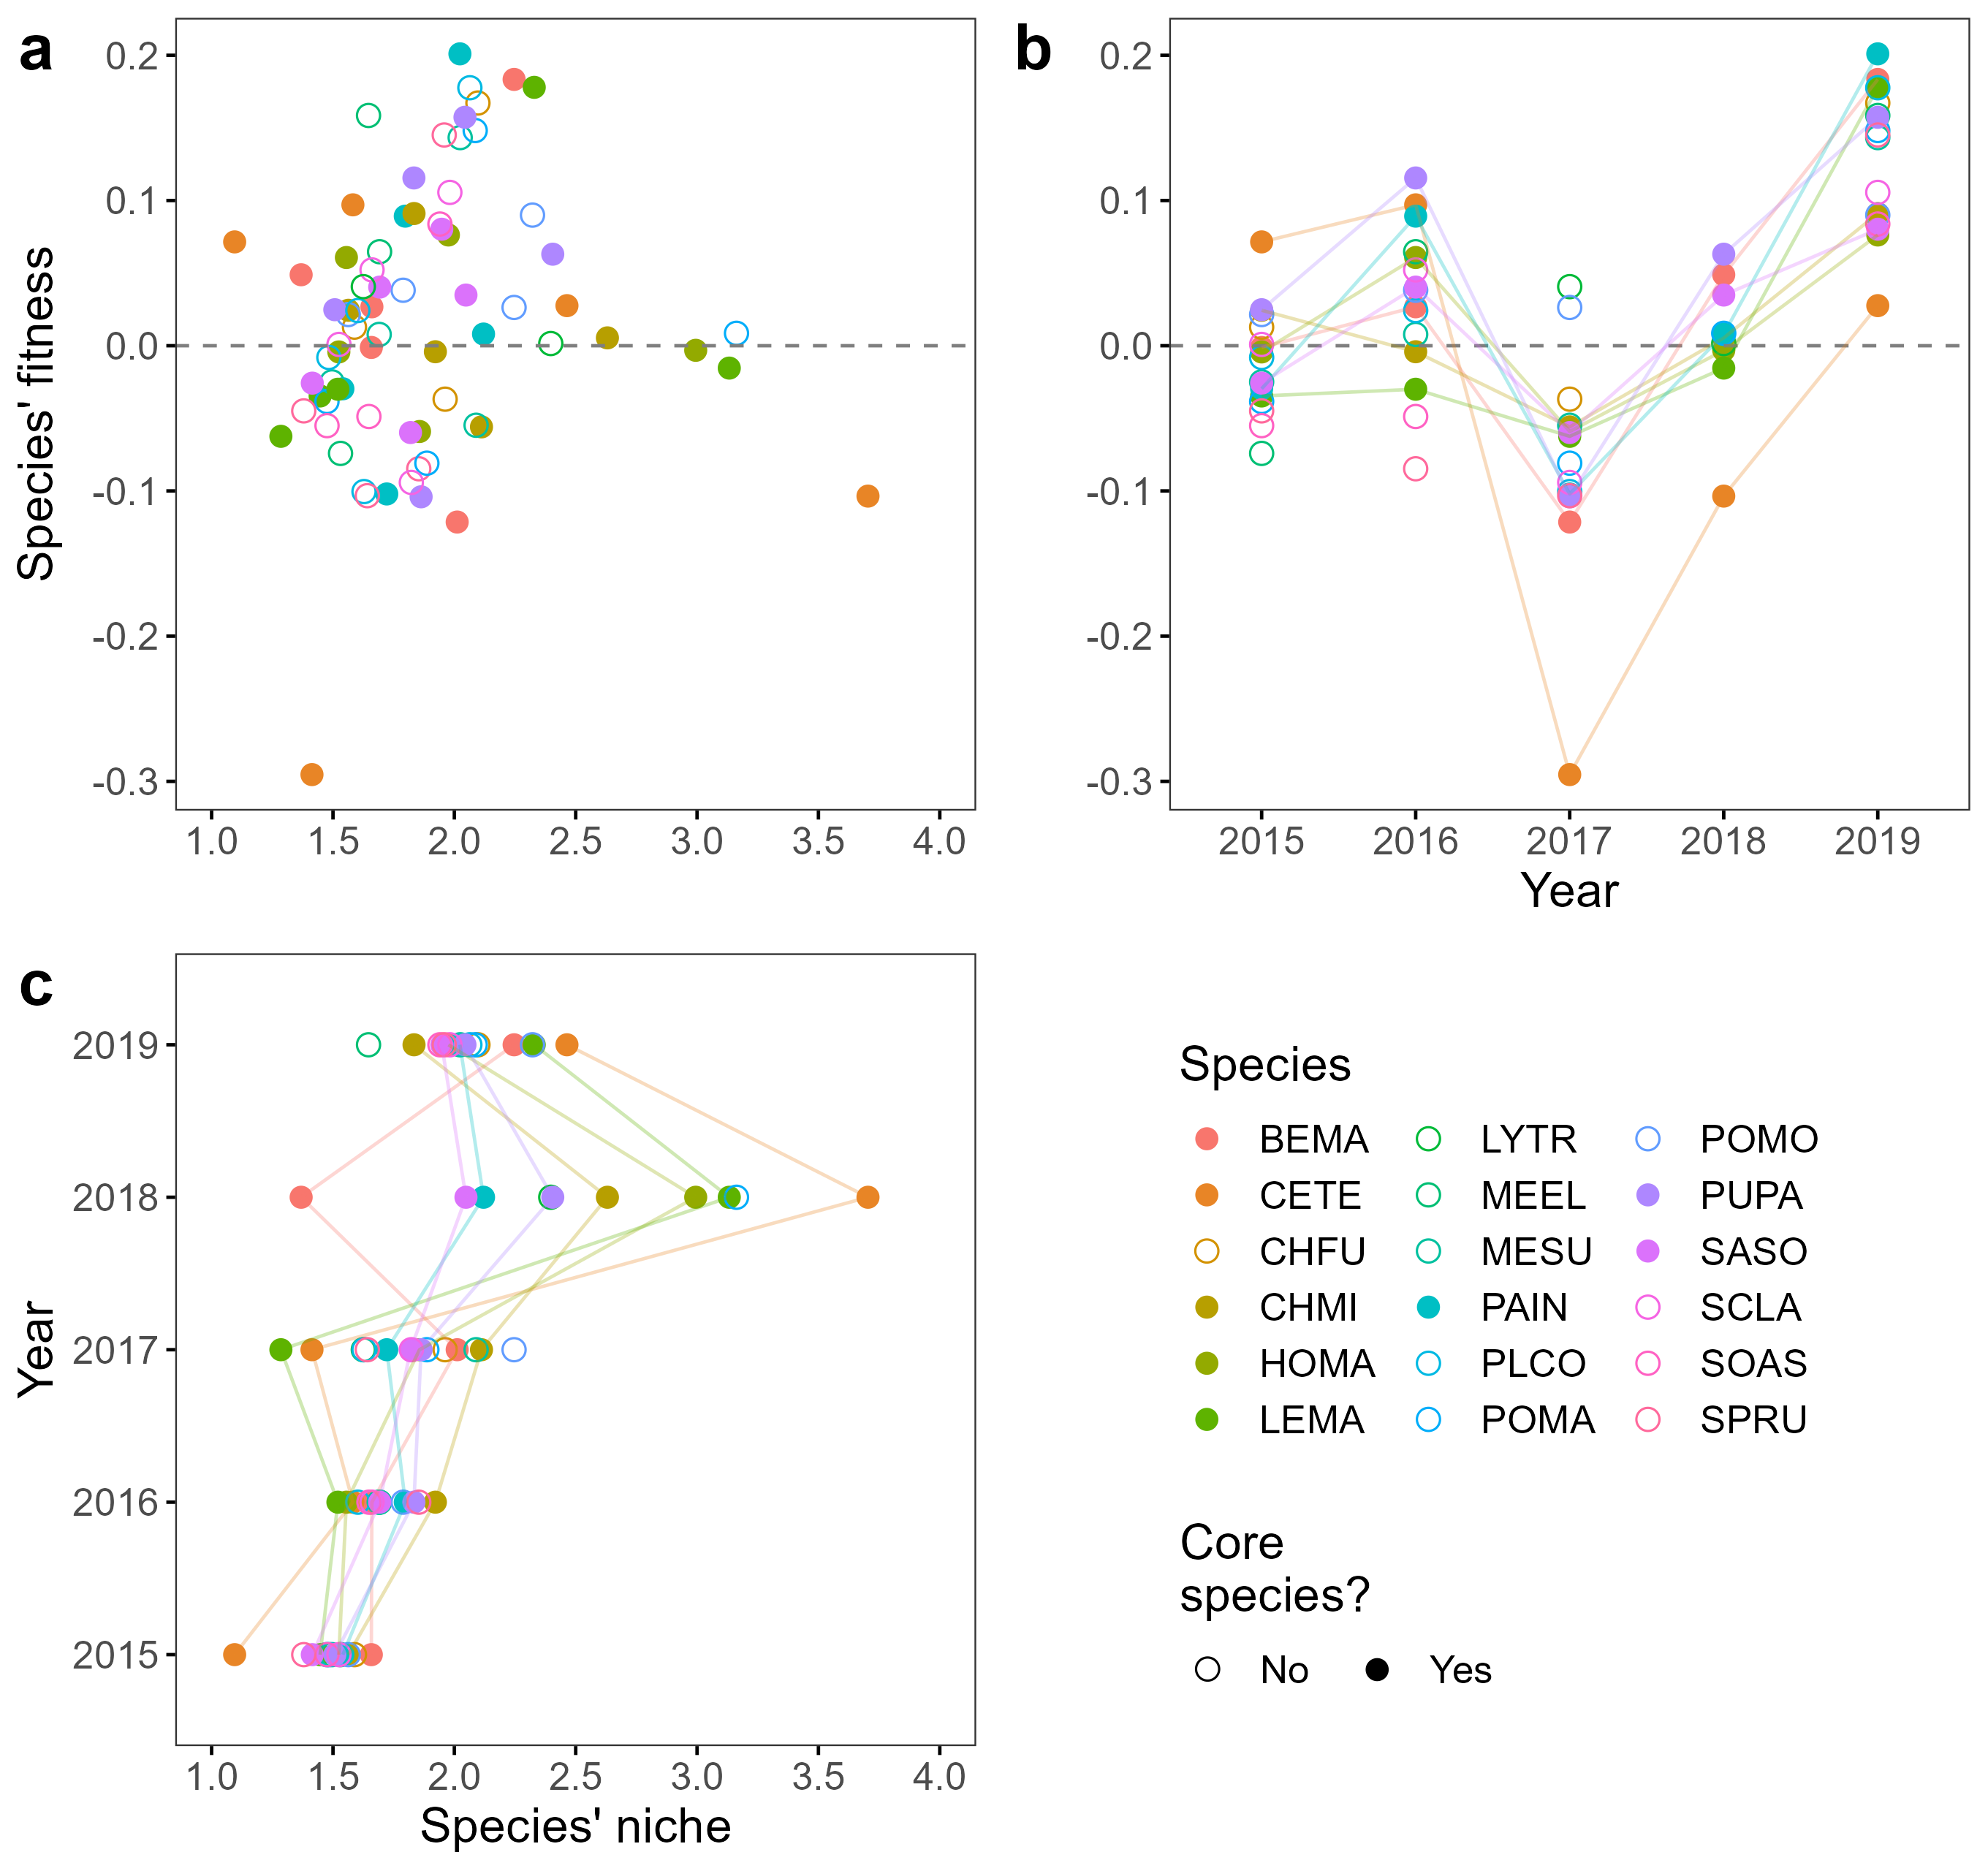 a
Species' fitness
0.2
0.1
0.0
-0.1
-0.2
-0.3
1.0 1.5 2.0 2.5 3.0 3.5 4.0
b
0.2
0.1
0.0
-0.1
-0.2
-0.3
2015 2016 2017 2018 2019
Year
c
Year
2019
2018
2017
2016
2015
1.0 1.5 2.0 2.5 3.0 3.5 4.0
Species' niche
Species
BEMA LYTR POMO
CETE MEEL PUPA
CHFU MESU SASO
CHMI PAIN SCLA
HOMA PLCO SOAS
LEMA POMA SPRU
Core
species?
No Yes